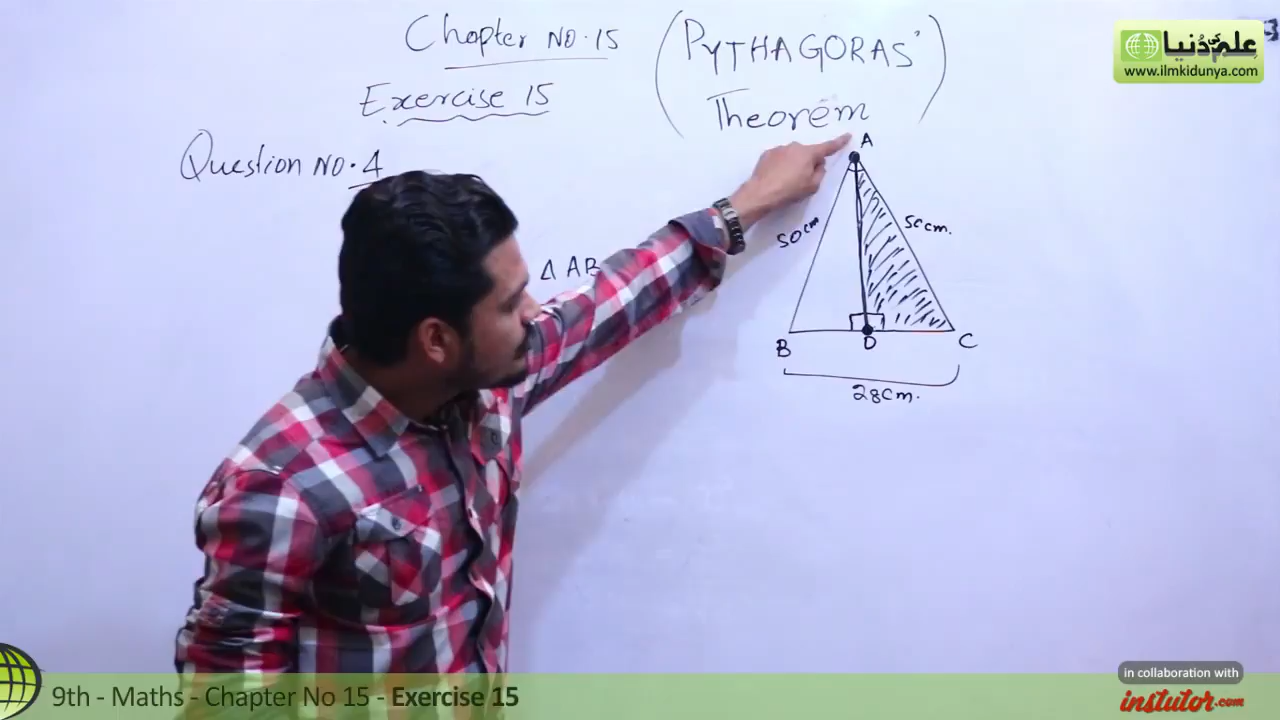 Chapter NO. 15
(PYTHAGORAS'
Theorem)
Exercise 15
Question NO. 4
Δ AB
A
50cm
50cm.
B
D
C
28cm.
علم کی دُنیا
www.ilmkidunya.com
9th - Maths - Chapter No 15 - Exercise 15
in collaboration with
instutor.com